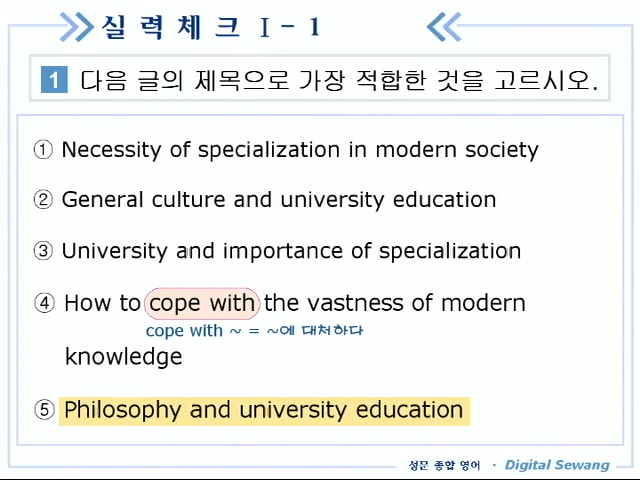 실력체크 I - 1
1 다음 글의 제목으로 가장 적합한 것을 고르시오.
① Necessity of specialization in modern society
② General culture and university education
③ University and importance of specialization
④ How to cope with the vastness of modern
cope with ~ = ~에 대처하다
knowledge
⑤ Philosophy and university education
성문 종합 영어 · Digital Sewang